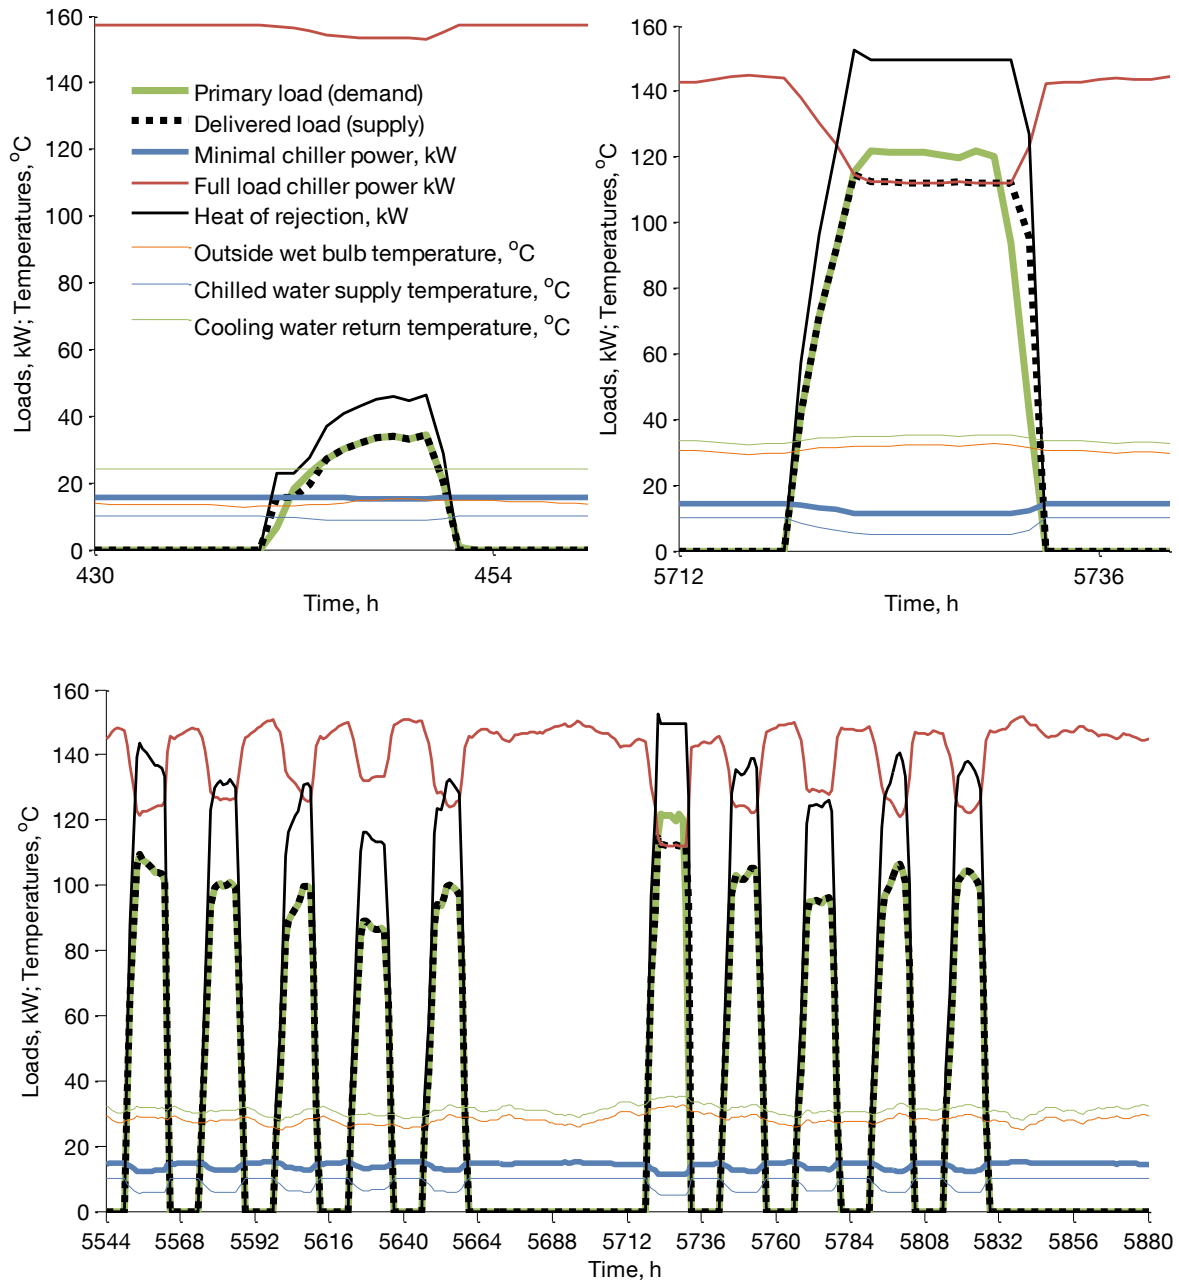 160
140
120
100
80
60
40
20
0
Loads, kW; Temperatures, °C
Primary load (demand)
Delivered load (supply)
Minimal chiller power, kW
Full load chiller power kW
Heat of rejection, kW
Outside wet bulb temperature, °C
Chilled water supply temperature, °C
Cooling water return temperature, °C
430 454
Time, h
160
140
120
100
80
60
40
20
0
Loads, kW; Temperatures, °C
5712 5736
Time, h
160
140
120
100
80
60
40
20
0
Loads, kW; Temperatures, °C
5544 5568 5592 5616 5640 5664 5688 5712 5736 5760 5784 5808 5832 5856 5880
Time, h